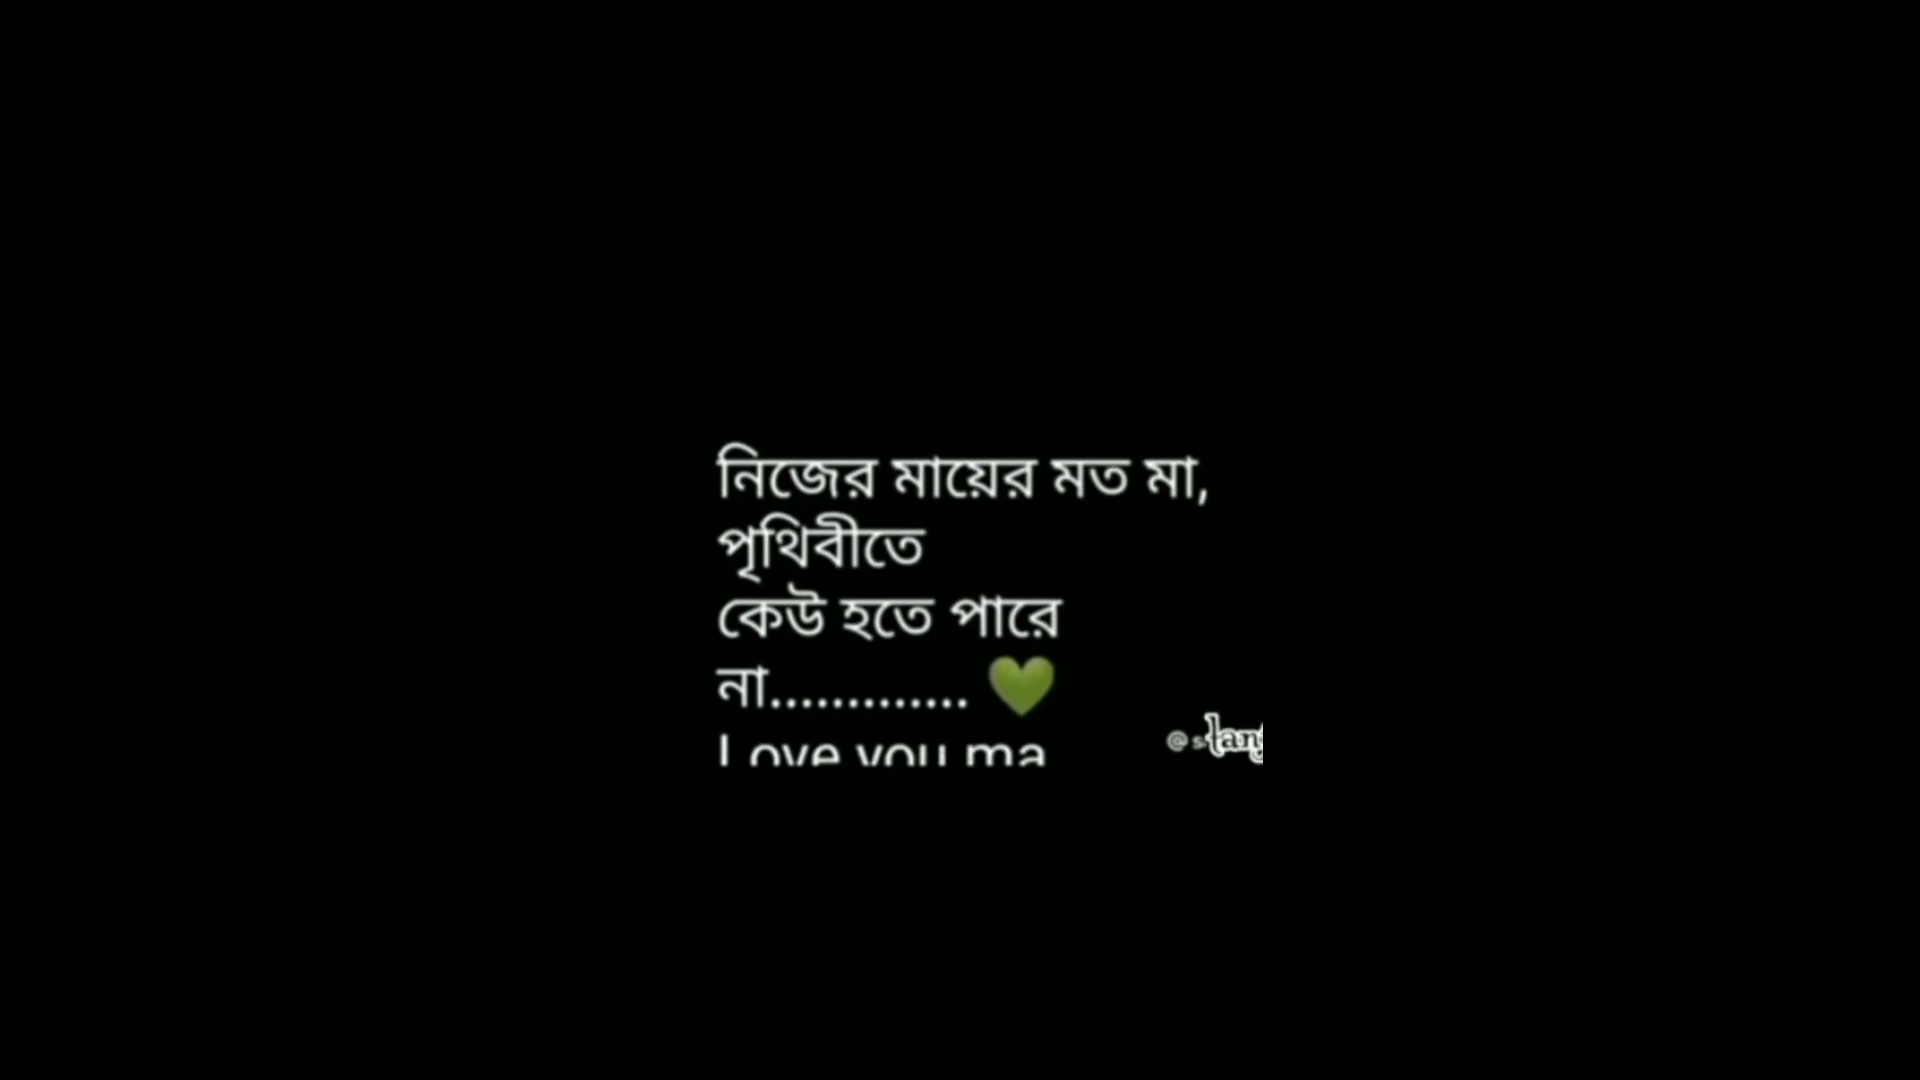 নিজের মায়ের মত মা,
পৃথিবীতে
কেউ হতে পারে
না............. 💚
Love you ma